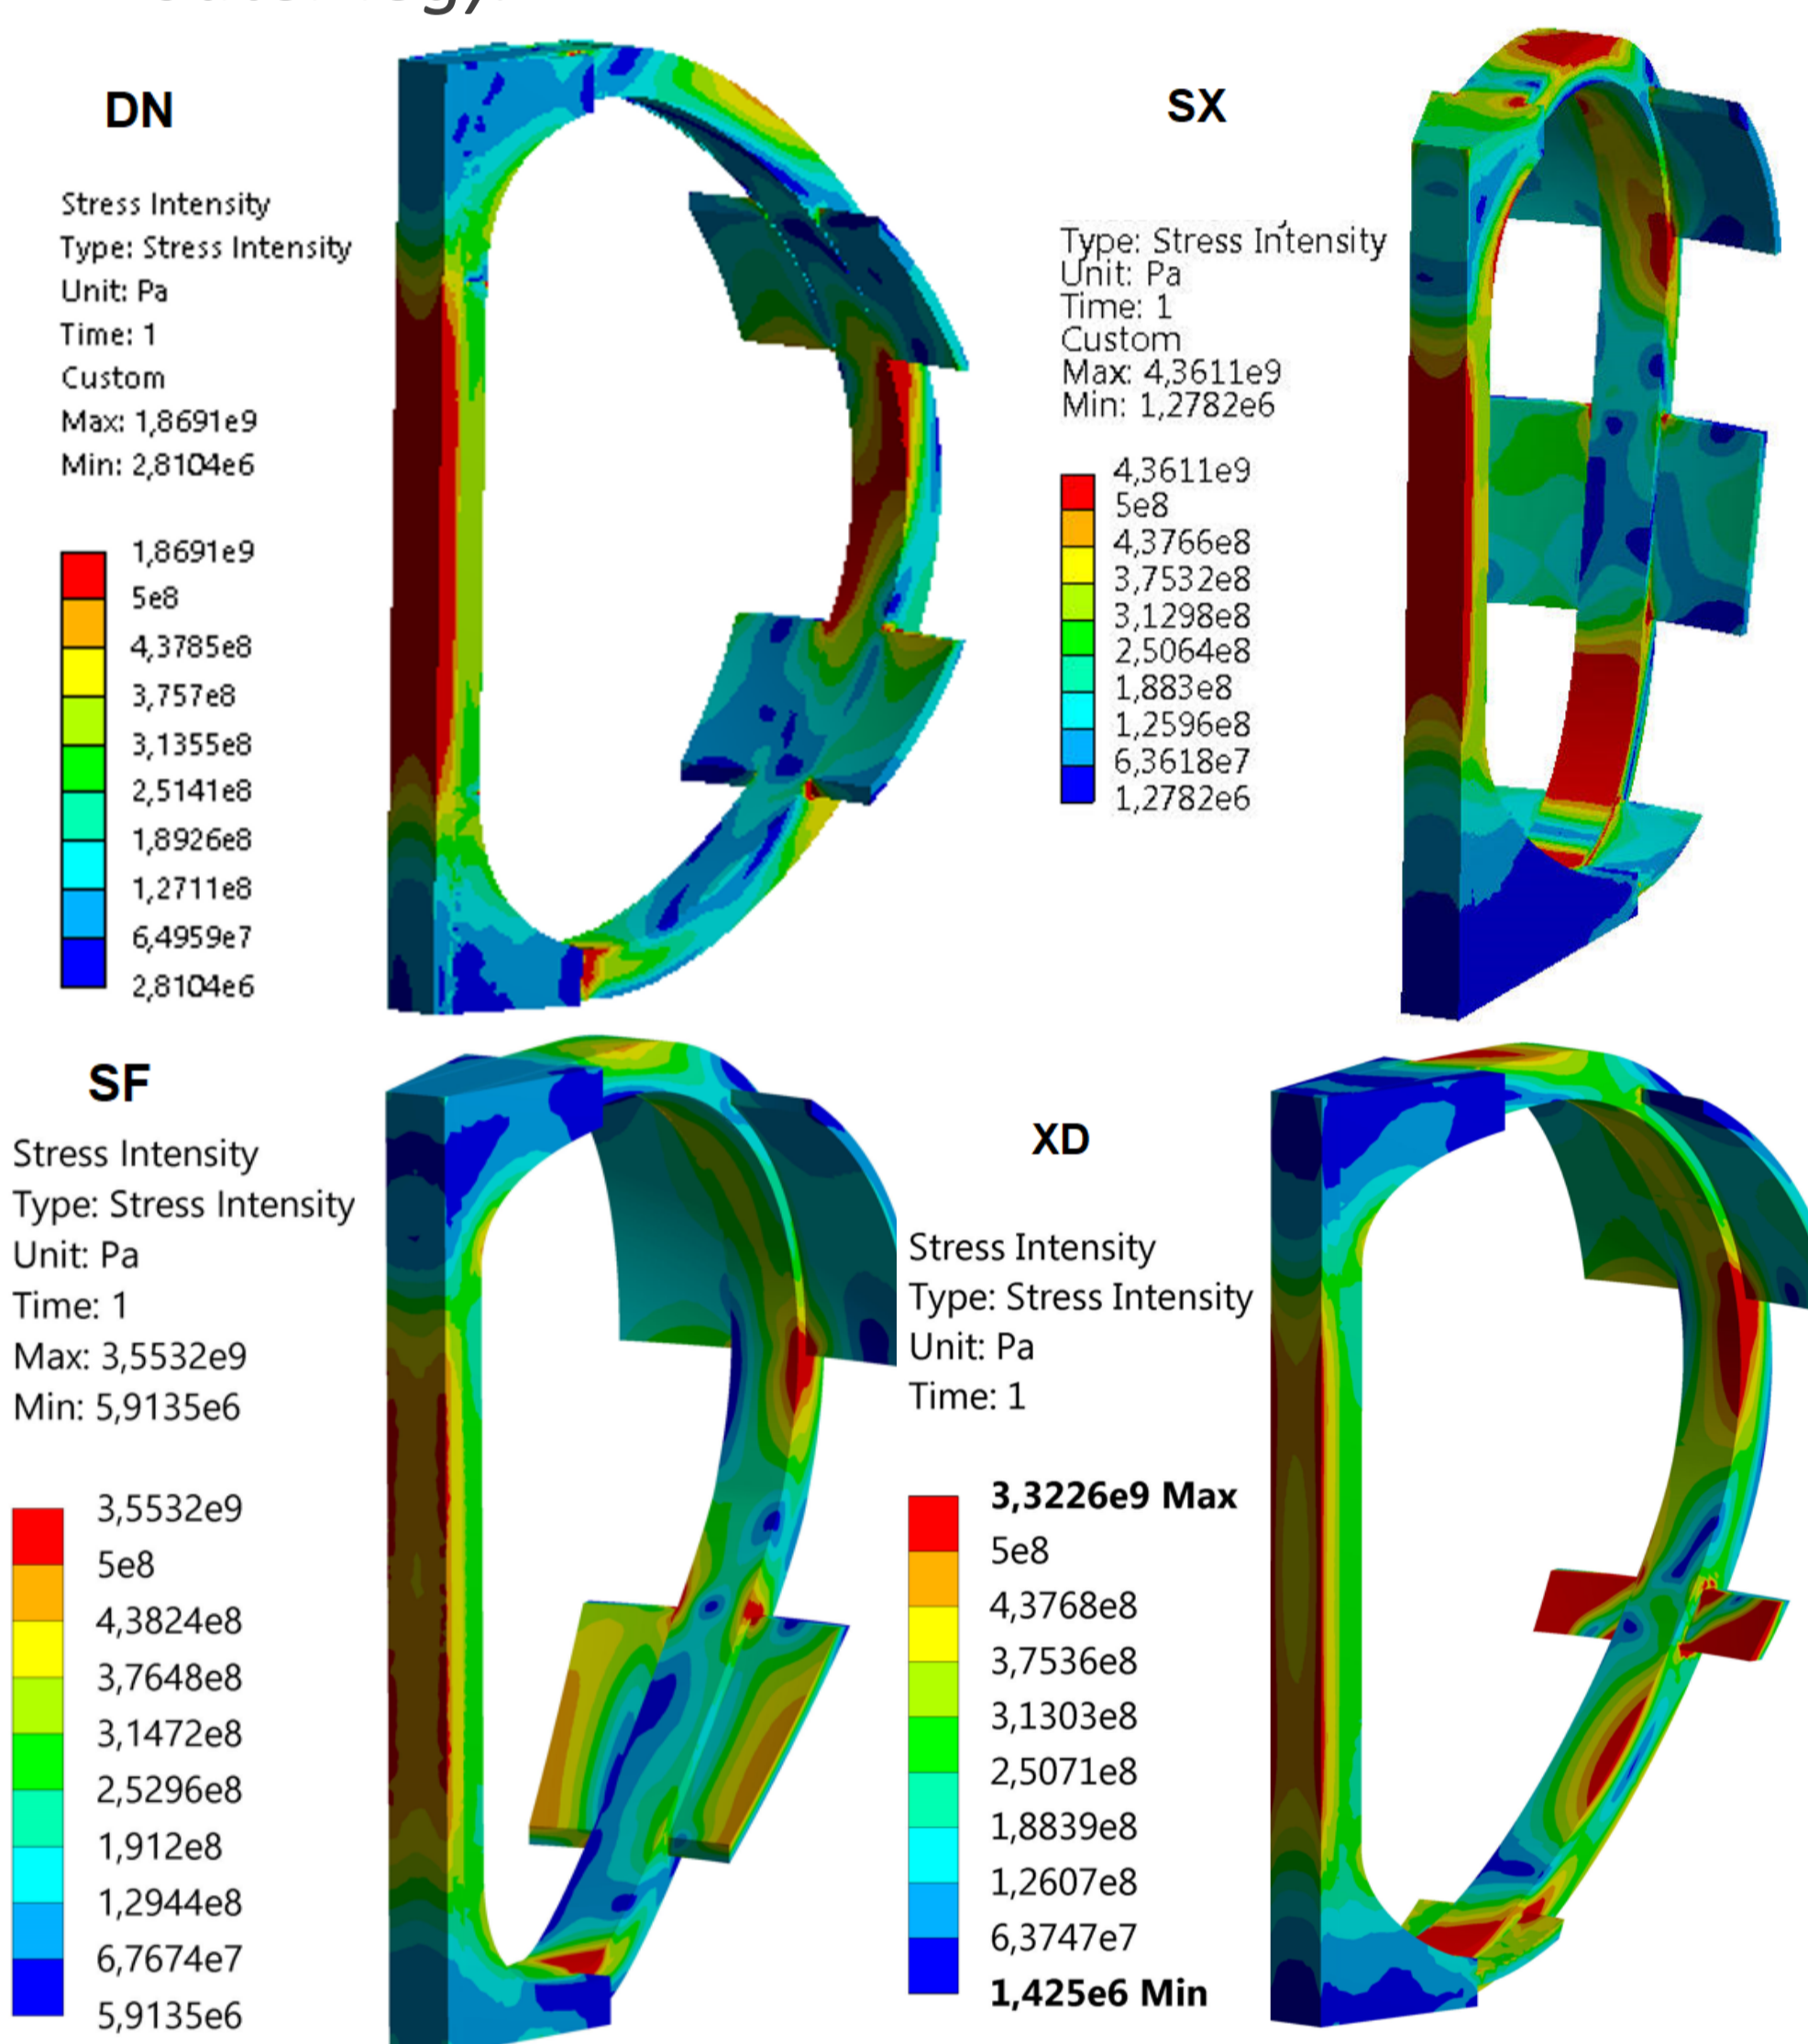 DN
Stress Intensity
Type: Stress Intensity
Unit: Pa
Time: 1
Custom
Max: 1,8691e9
Min: 2,8104e6
1,8691e9
5e8
4,3785e8
3,757e8
3,1355e8
2,5141e8
1,8926e8
1,2711e8
6,4959e7
2,8104e6
SX
Type: Stress Intensity
Unit: Pa
Time: 1
Custom
Max: 4,3611e9
Min: 1,2782e6
4,3611e9
5e8
4,3766e8
3,7532e8
3,1298e8
2,5064e8
1,883e8
1,2596e8
6,3618e7
1,2782e6
SF
Stress Intensity
Type: Stress Intensity
Unit: Pa
Time: 1
Max: 3,5532e9
Min: 5,9135e6
3,5532e9
5e8
4,3824e8
3,7648e8
3,1472e8
2,5296e8
1,912e8
1,2944e8
6,7674e7
5,9135e6
XD
Stress Intensity
Type: Stress Intensity
Unit: Pa
Time: 1
3,3226e9 Max
5e8
4,3768e8
3,7536e8
3,1303e8
2,5071e8
1,8839e8
1,2607e8
6,3747e7
1,425e6 Min